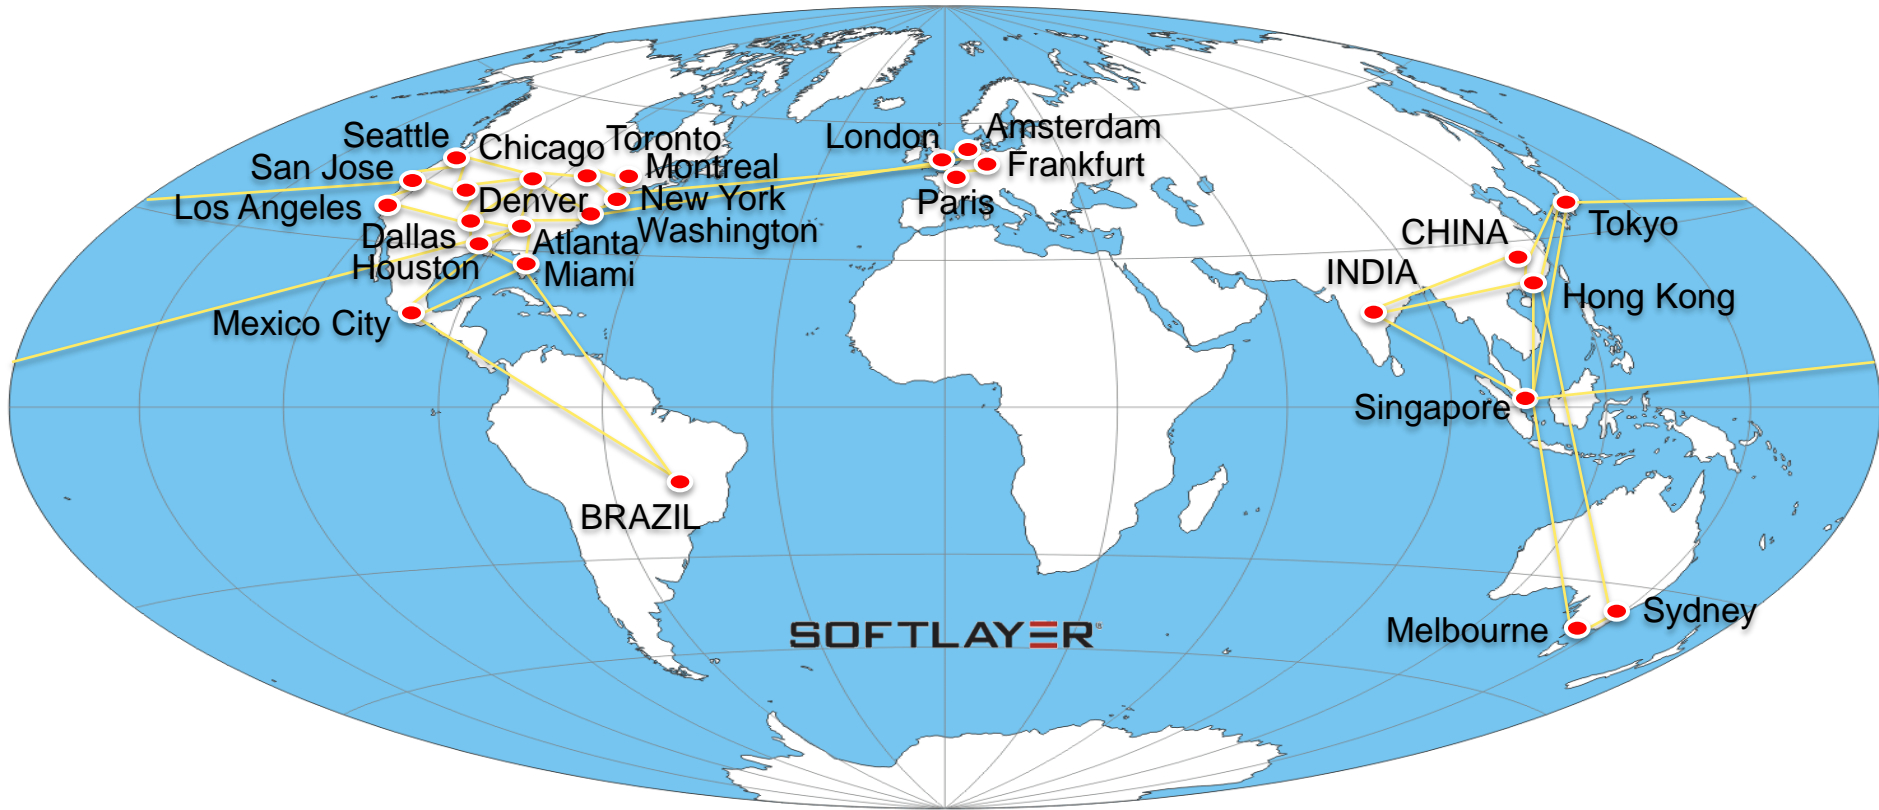 Seattle
Chicago
Toronto
San Jose
Montreal
Los Angeles
Denver
New York
Dallas
Atlanta
Washington
Houston
Miami
Mexico City
BRAZIL
London
Amsterdam
Frankfurt
Paris
CHINA
Tokyo
INDIA
Hong Kong
Singapore
Melbourne
Sydney
SOFTLAYER